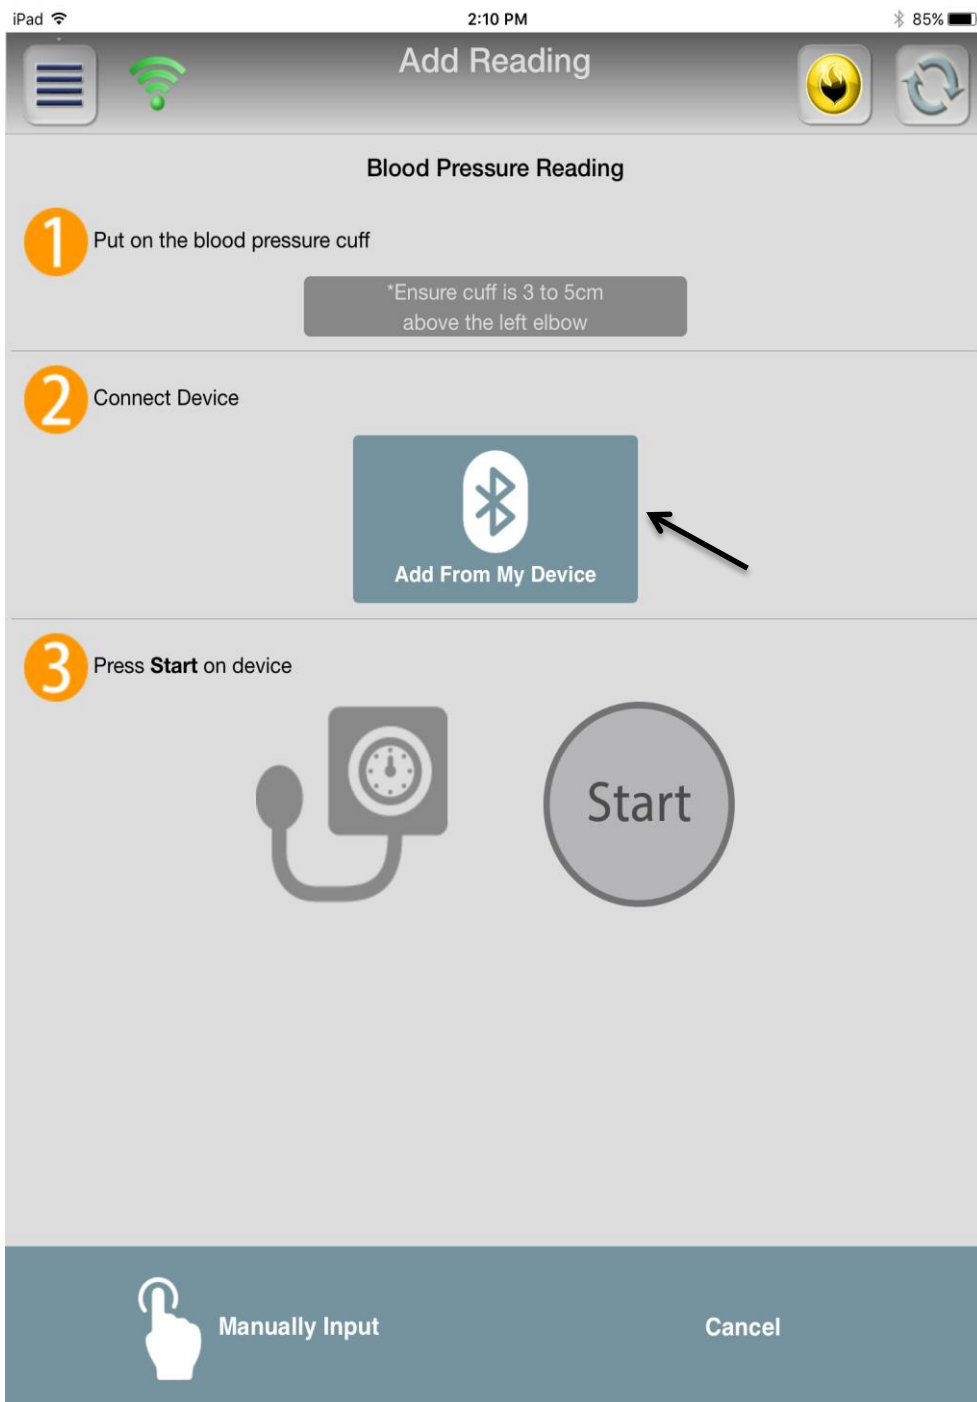 iPad 2:10 PM 85%
Add Reading
Blood Pressure Reading
1 Put on the blood pressure cuff
*Ensure cuff is 3 to 5cm
above the left elbow
2 Connect Device
Add From My Device
3 Press Start on device
Start
Manually Input Cancel